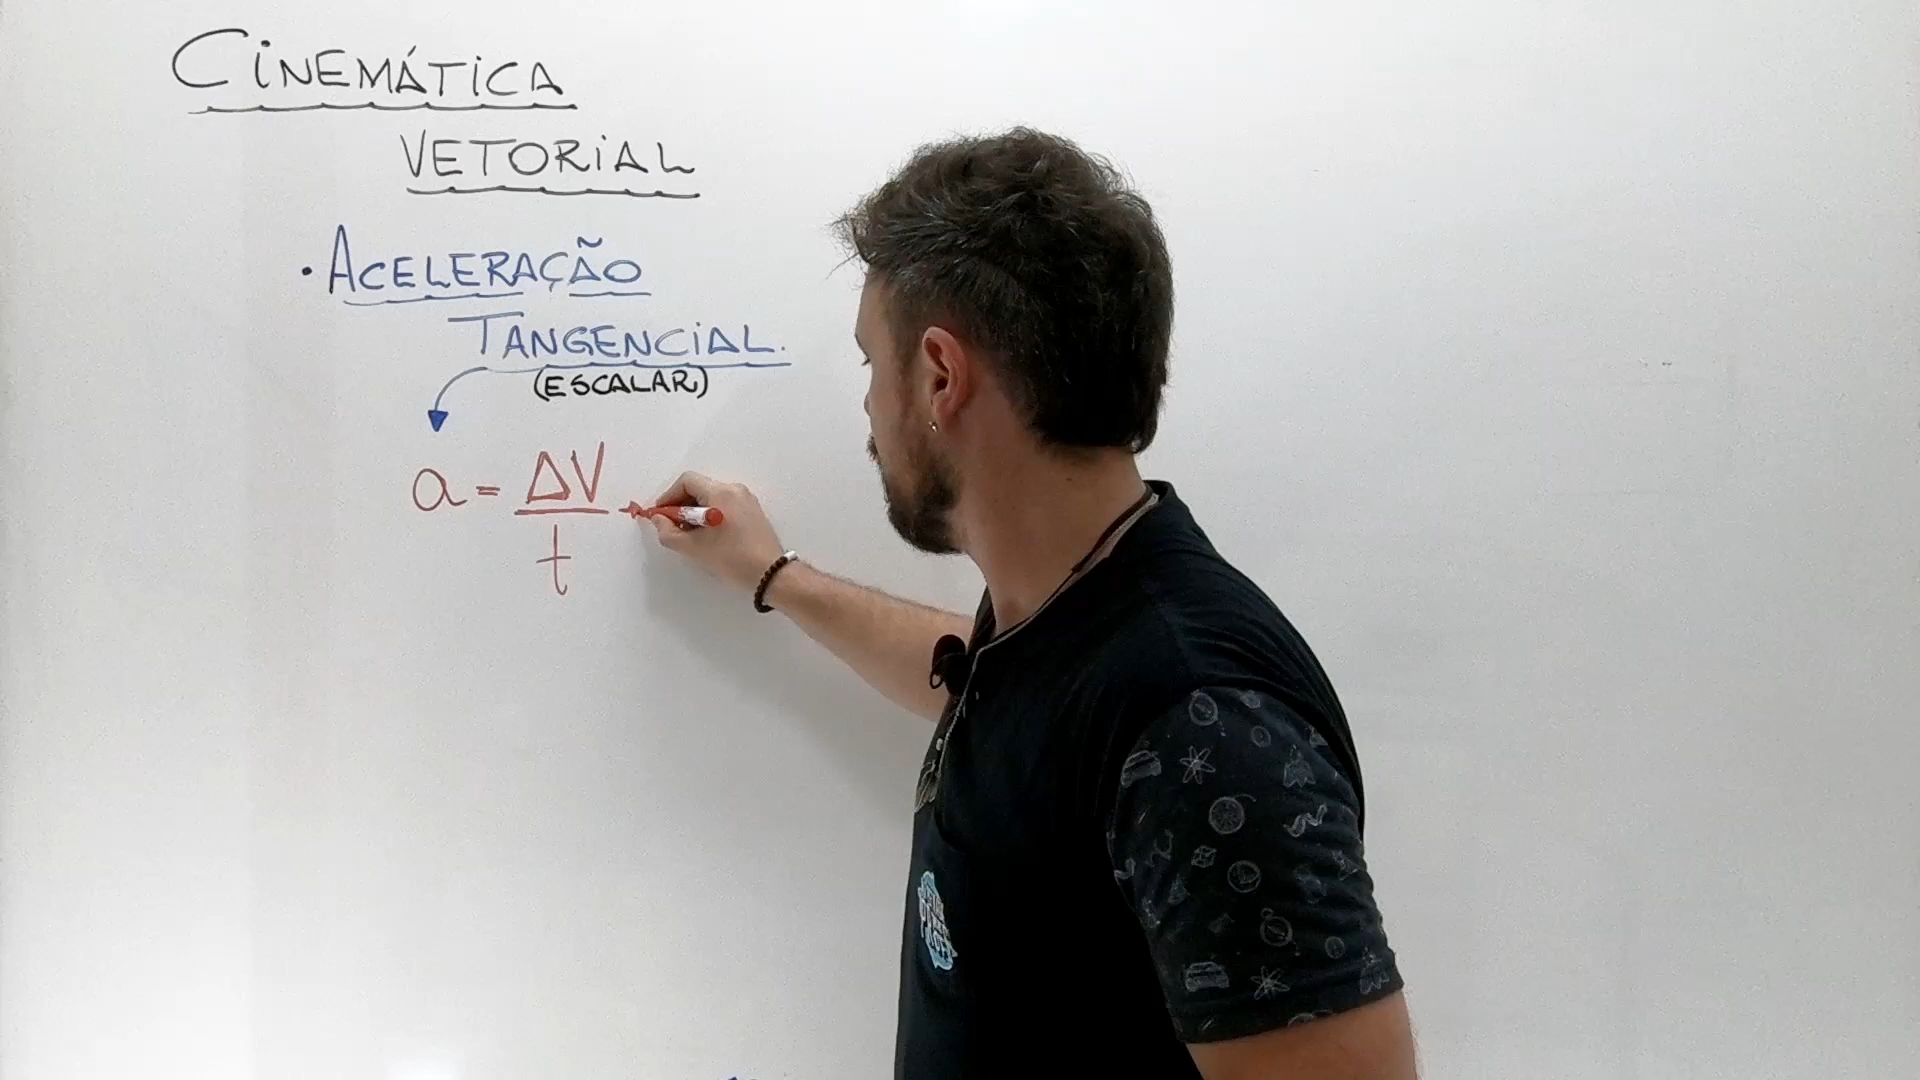 CINEMÁTICA
VETORIAL
• ACELERAÇÃO
TANGENCIAL.
(ESCALAR)
a = ΔV
t